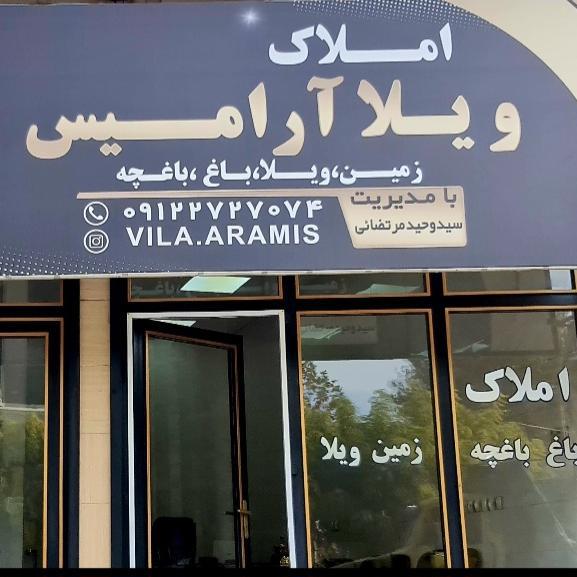 املاک
ویلا آرامیس
زمین،ویلا،باغ ،باغچه
با مدیریت
سیدوحیدمرتضائی
۰۹۱۲۲۷۲۷۰۷۴
VILA.ARAMIS
املاک
زمین ویلا
باغ باغچه